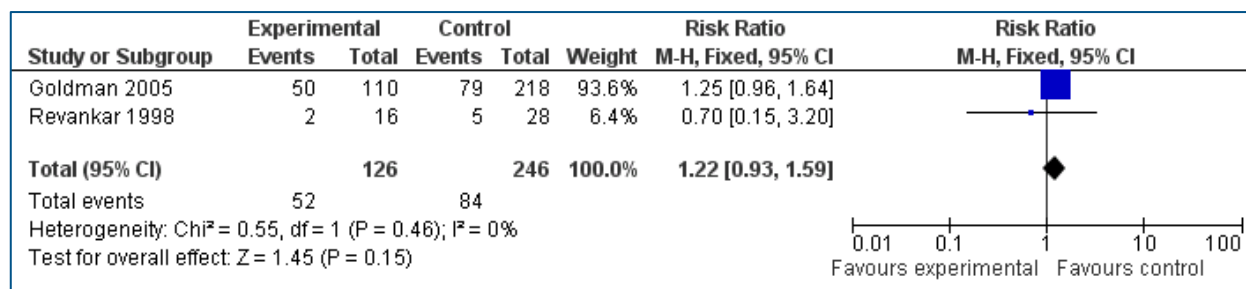 Experimental Control Risk Ratio Risk Ratio
Study or Subgroup Events Total Events Total Weight M-H, Fixed, 95% CI M-H, Fixed, 95% CI
Goldman 2005 50 110 79 218 93.6% 1.25 [0.96, 1.64]
Revankar 1998 2 16 5 28 6.4% 0.70 [0.15, 3.20]
Total (95% CI) 126 246 100.0% 1.22 [0.93, 1.59]
Total events 52 84
Heterogeneity: Chi² = 0.55, df = 1 (P = 0.46); I² = 0%
Test for overall effect: Z = 1.45 (P = 0.15)
0.01 0.1 1 10 100
Favours experimental Favours control